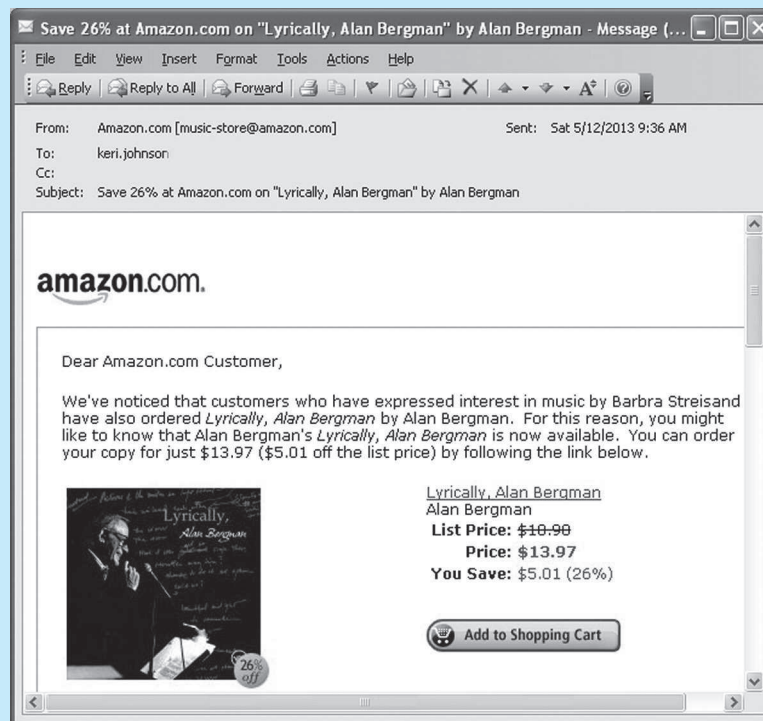 Save 26% at Amazon.com on "Lyrically, Alan Bergman" by Alan Bergman - Message (...
File Edit View Insert Format Tools Actions Help
Reply Reply to All Forward
From: Amazon.com [music-store@amazon.com] Sent: Sat 5/12/2013 9:36 AM
To: keri.johnson
Cc:
Subject: Save 26% at Amazon.com on "Lyrically, Alan Bergman" by Alan Bergman
amazon.com.
Dear Amazon.com Customer,
We've noticed that customers who have expressed interest in music by Barbra Streisand
have also ordered Lyrically, Alan Bergman by Alan Bergman. For this reason, you might
like to know that Alan Bergman's Lyrically, Alan Bergman is now available. You can order
your copy for just $13.97 ($5.01 off the list price) by following the link below.
Lyrically,
Alan Bergman
26%
off
Lyrically, Alan Bergman
Alan Bergman
List Price: $18.98
Price: $13.97
You Save: $5.01 (26%)
Add to Shopping Cart